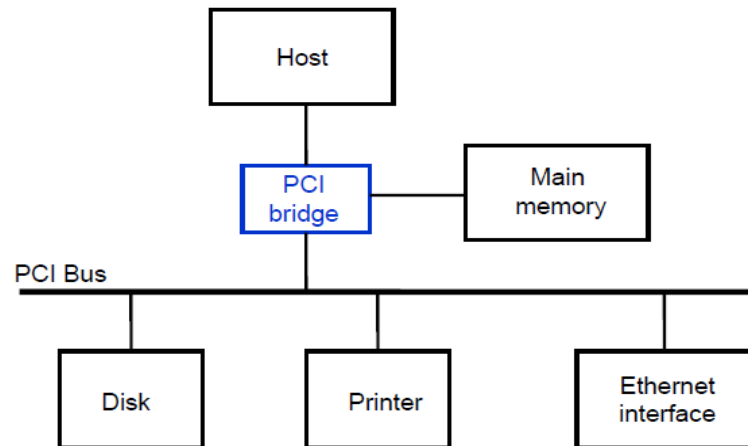 Host
PCI
bridge
Main
memory
PCI Bus
Disk
Printer
Ethernet
interface